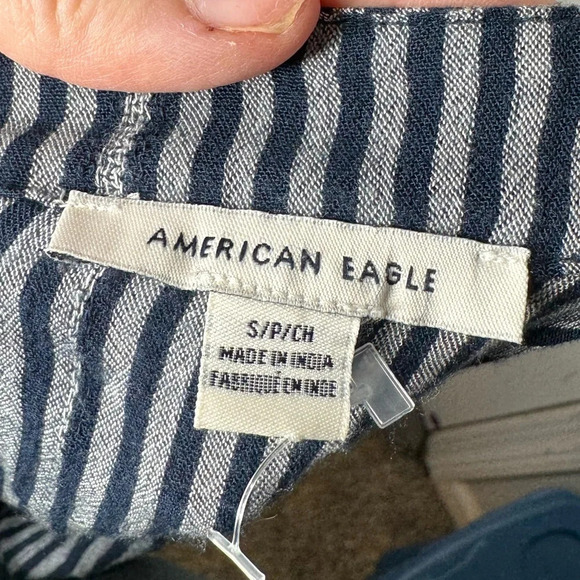 AMERICAN EAGLE
S/P/CH
MADE IN INDIA
FABRIQUÉ EN INDE